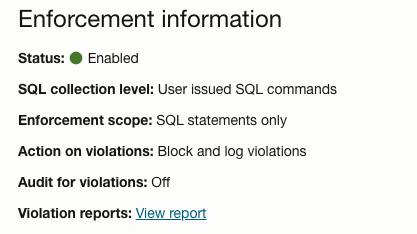 Enforcement information
Status: Enabled
SQL collection level: User issued SQL commands
Enforcement scope: SQL statements only
Action on violations: Block and log violations
Audit for violations: Off
Violation reports: View report